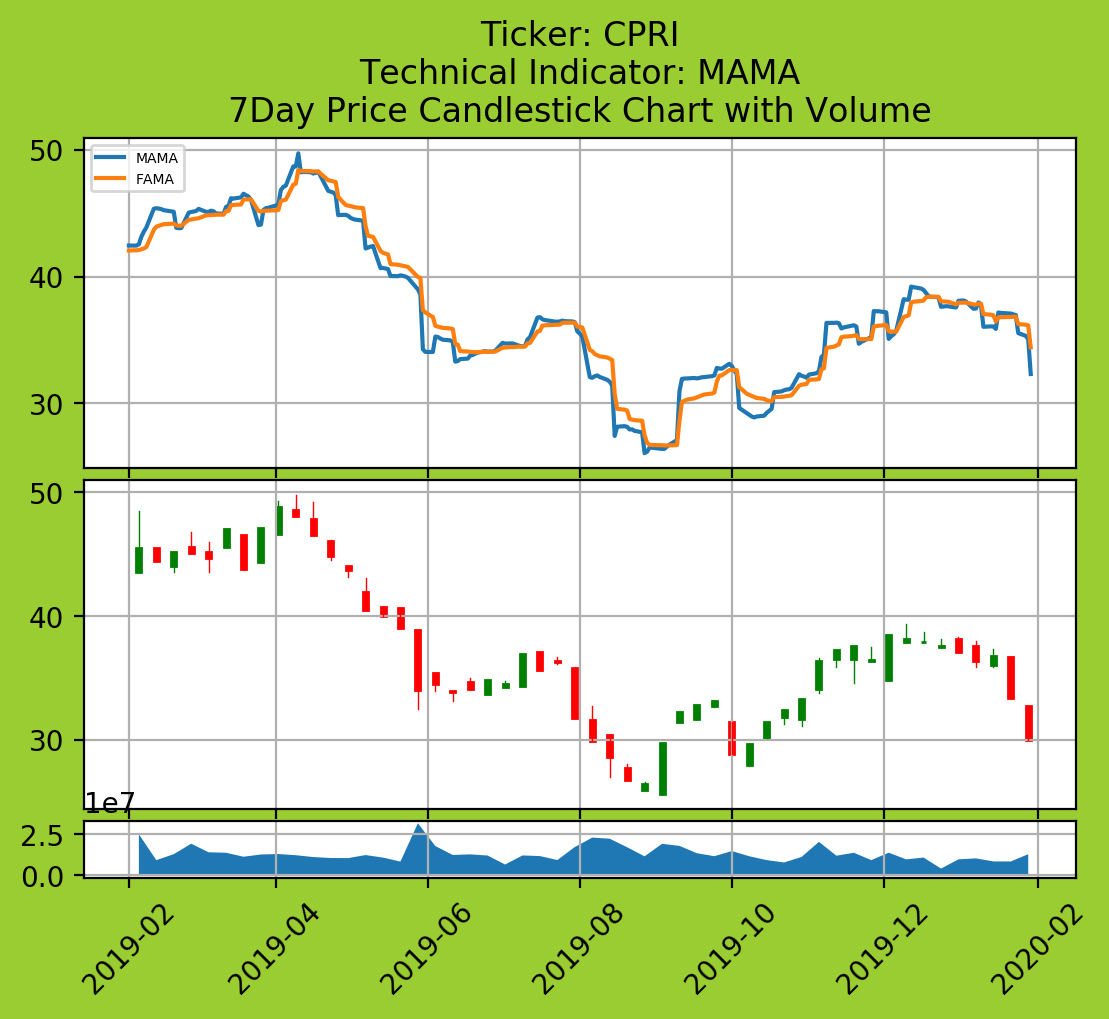 Ticker: CPRI
Technical Indicator: MAMA
7Day Price Candlestick Chart with Volume
50
40
30
MAMA
FAMA
50
40
30
1e7
2.5
0.0
2019-02
2019-04
2019-06
2019-08
2019-10
2019-12
2020-02